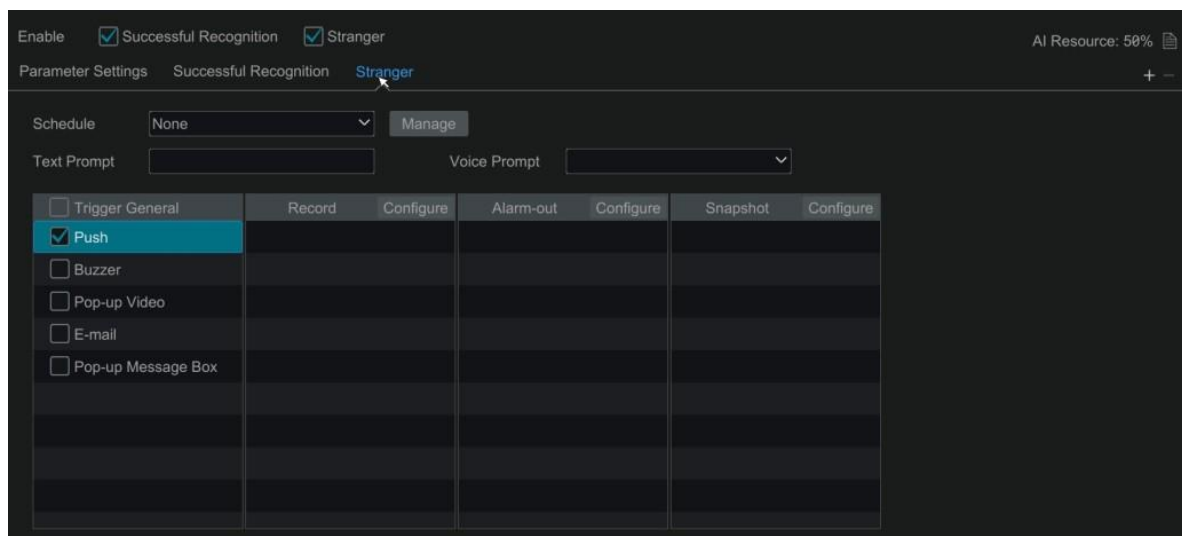 Enable Successful Recognition Stranger
AI Resource: 50%
Parameter Settings Successful Recognition Stranger
+ −
Schedule None Manage
Text Prompt Voice Prompt
Trigger General Record Configure Alarm-out Configure Snapshot Configure
Push
Buzzer
Pop-up Video
E-mail
Pop-up Message Box